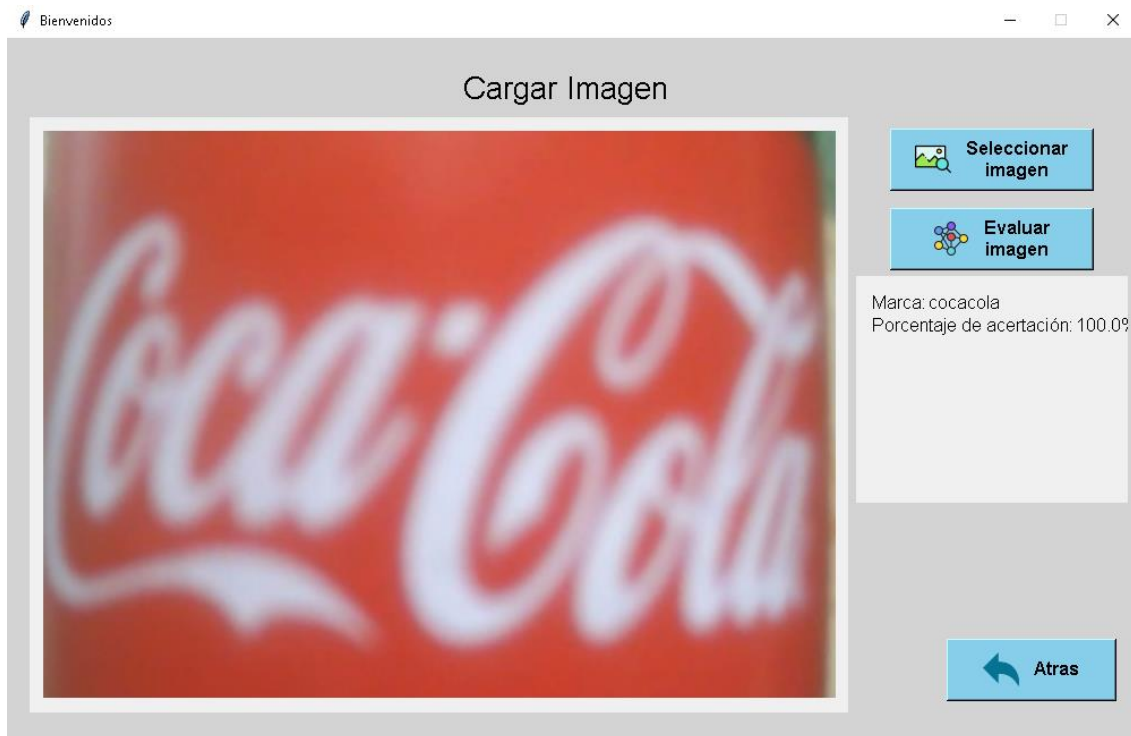 Bienvenidos
Cargar Imagen
Coca-Cola
Seleccionar
imagen
Evaluar
imagen
Marca: cocacola
Porcentaje de acertación: 100.0%
Atras